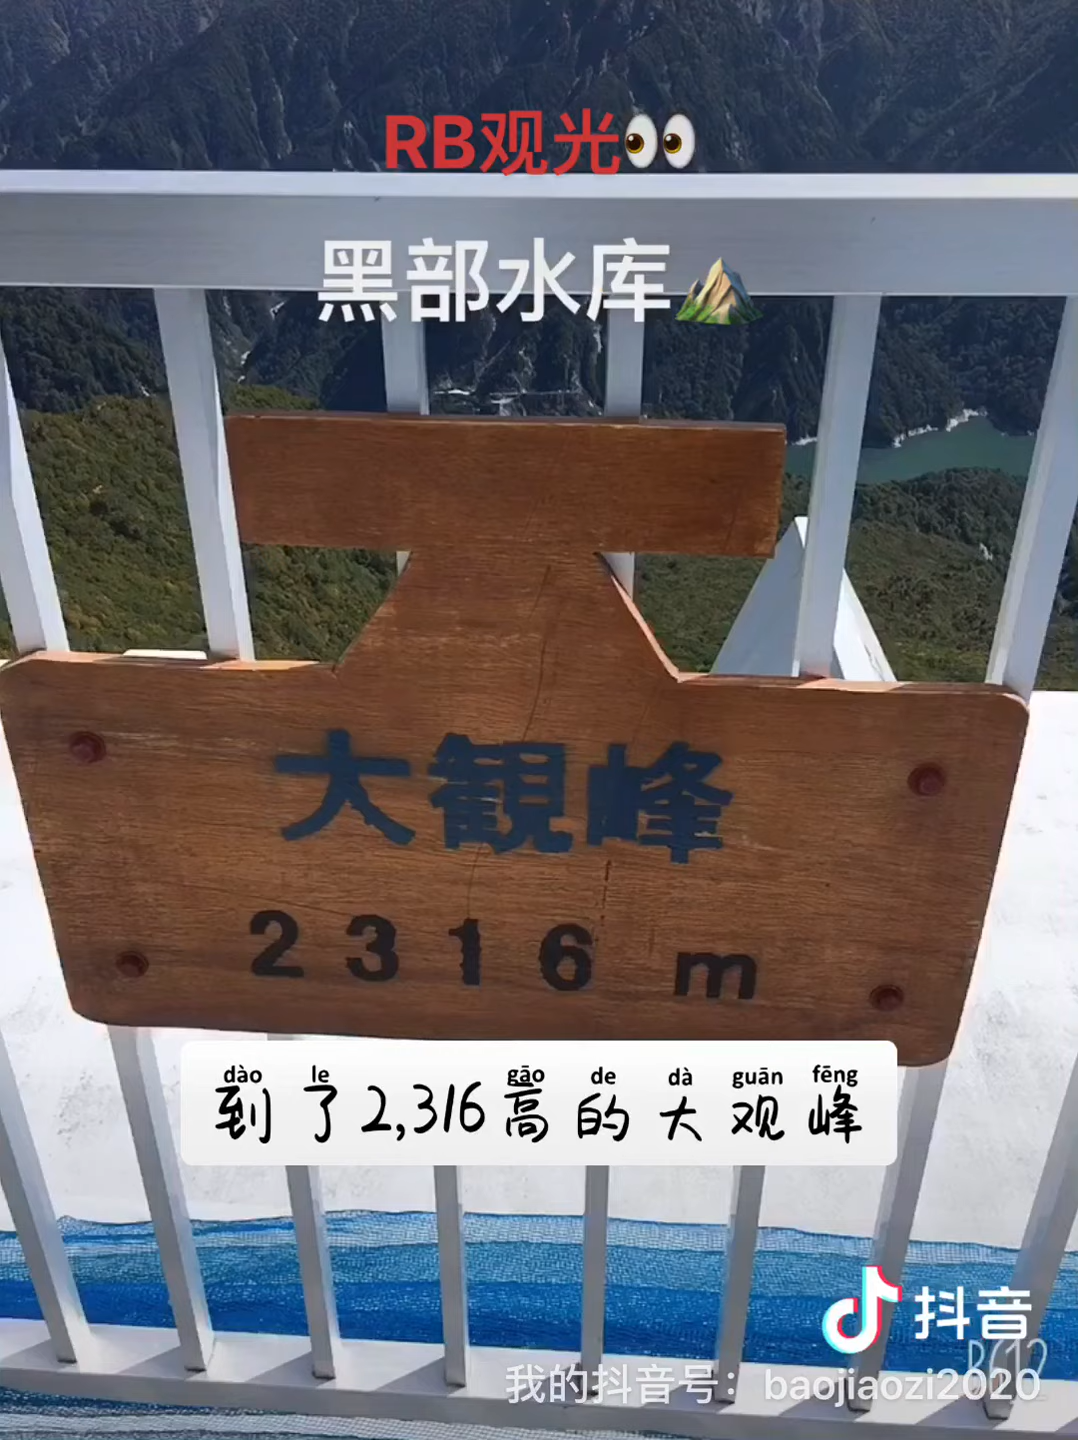 RB观光👀
黑部水库⛰️
大観峰
2316 m
dào le gāo de dà guān fēng
到了2,316高的大观峰
抖音
B612
我的抖音号：baojiaozi2020